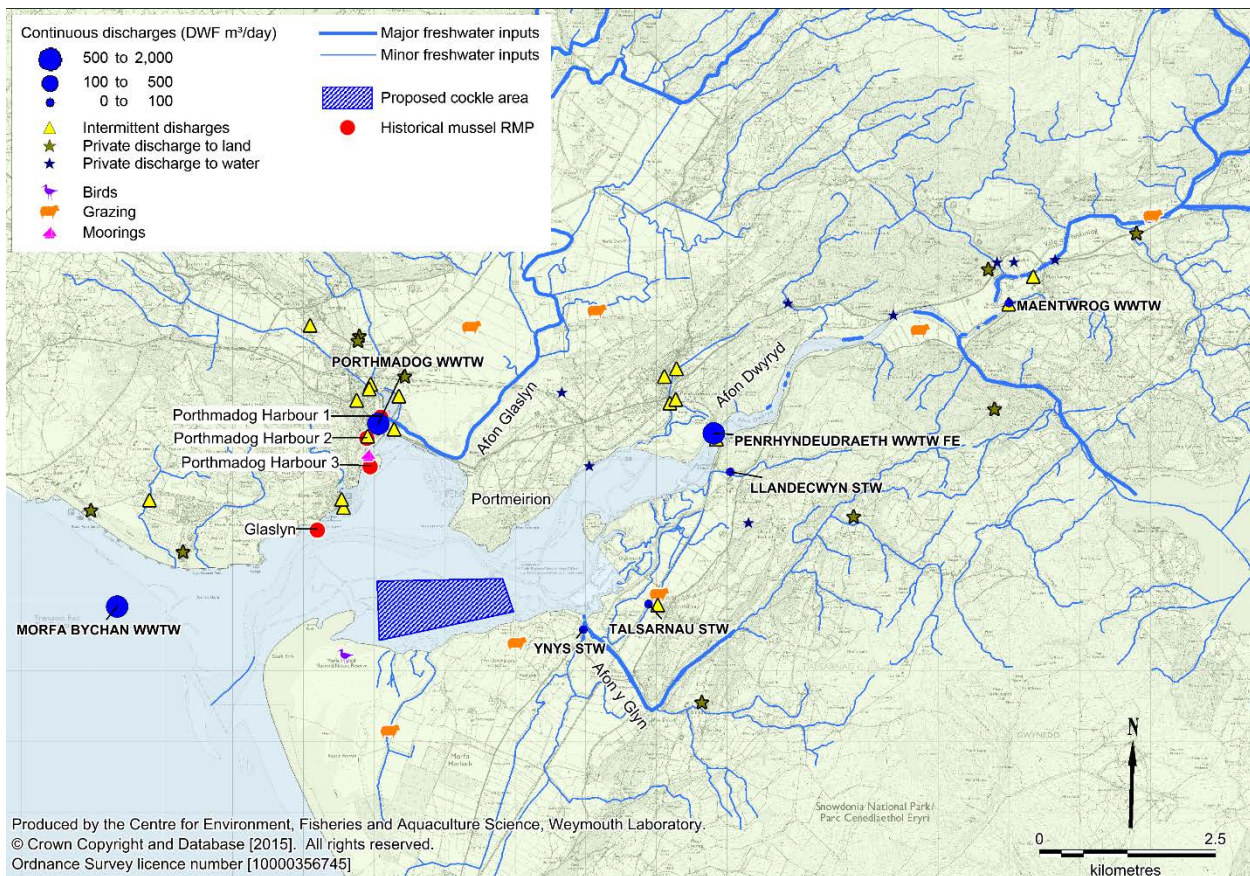 Continuous discharges (DWF m³/day)
500 to 2,000
100 to 500
0 to 100
Intermittent disharges
Private discharge to land
Private discharge to water
Birds
Grazing
Moorings
Major freshwater inputs
Minor freshwater inputs
Proposed cockle area
Historical mussel RMP
MAENTWROG WWTW
PORTHMADOG WWTW
Afon Glaslyn
Afon Dwyryd
Porthmadog Harbour 1
Porthmadog Harbour 2
Porthmadog Harbour 3
PENRHYNDEUDRAETH WWTW FE
LLANDECWYN STW
Portmeirion
Glaslyn
MORFA BYCHAN WWTW
TALSARNAU STW
YNYS STW
Afon y Glyn
Morfa Harlech
GWYNEDD
Snowdonia National Park/
Parc Cenedlaethol Eryri
N
0 2.5
kilometres
Produced by the Centre for Environment, Fisheries and Aquaculture Science, Weymouth Laboratory.
© Crown Copyright and Database [2015]. All rights reserved.
Ordnance Survey licence number [10000356745]